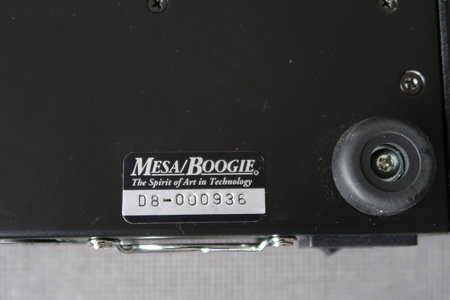 MESA/BOOGIE®
The Spirit of Art in Technology
D8-000936